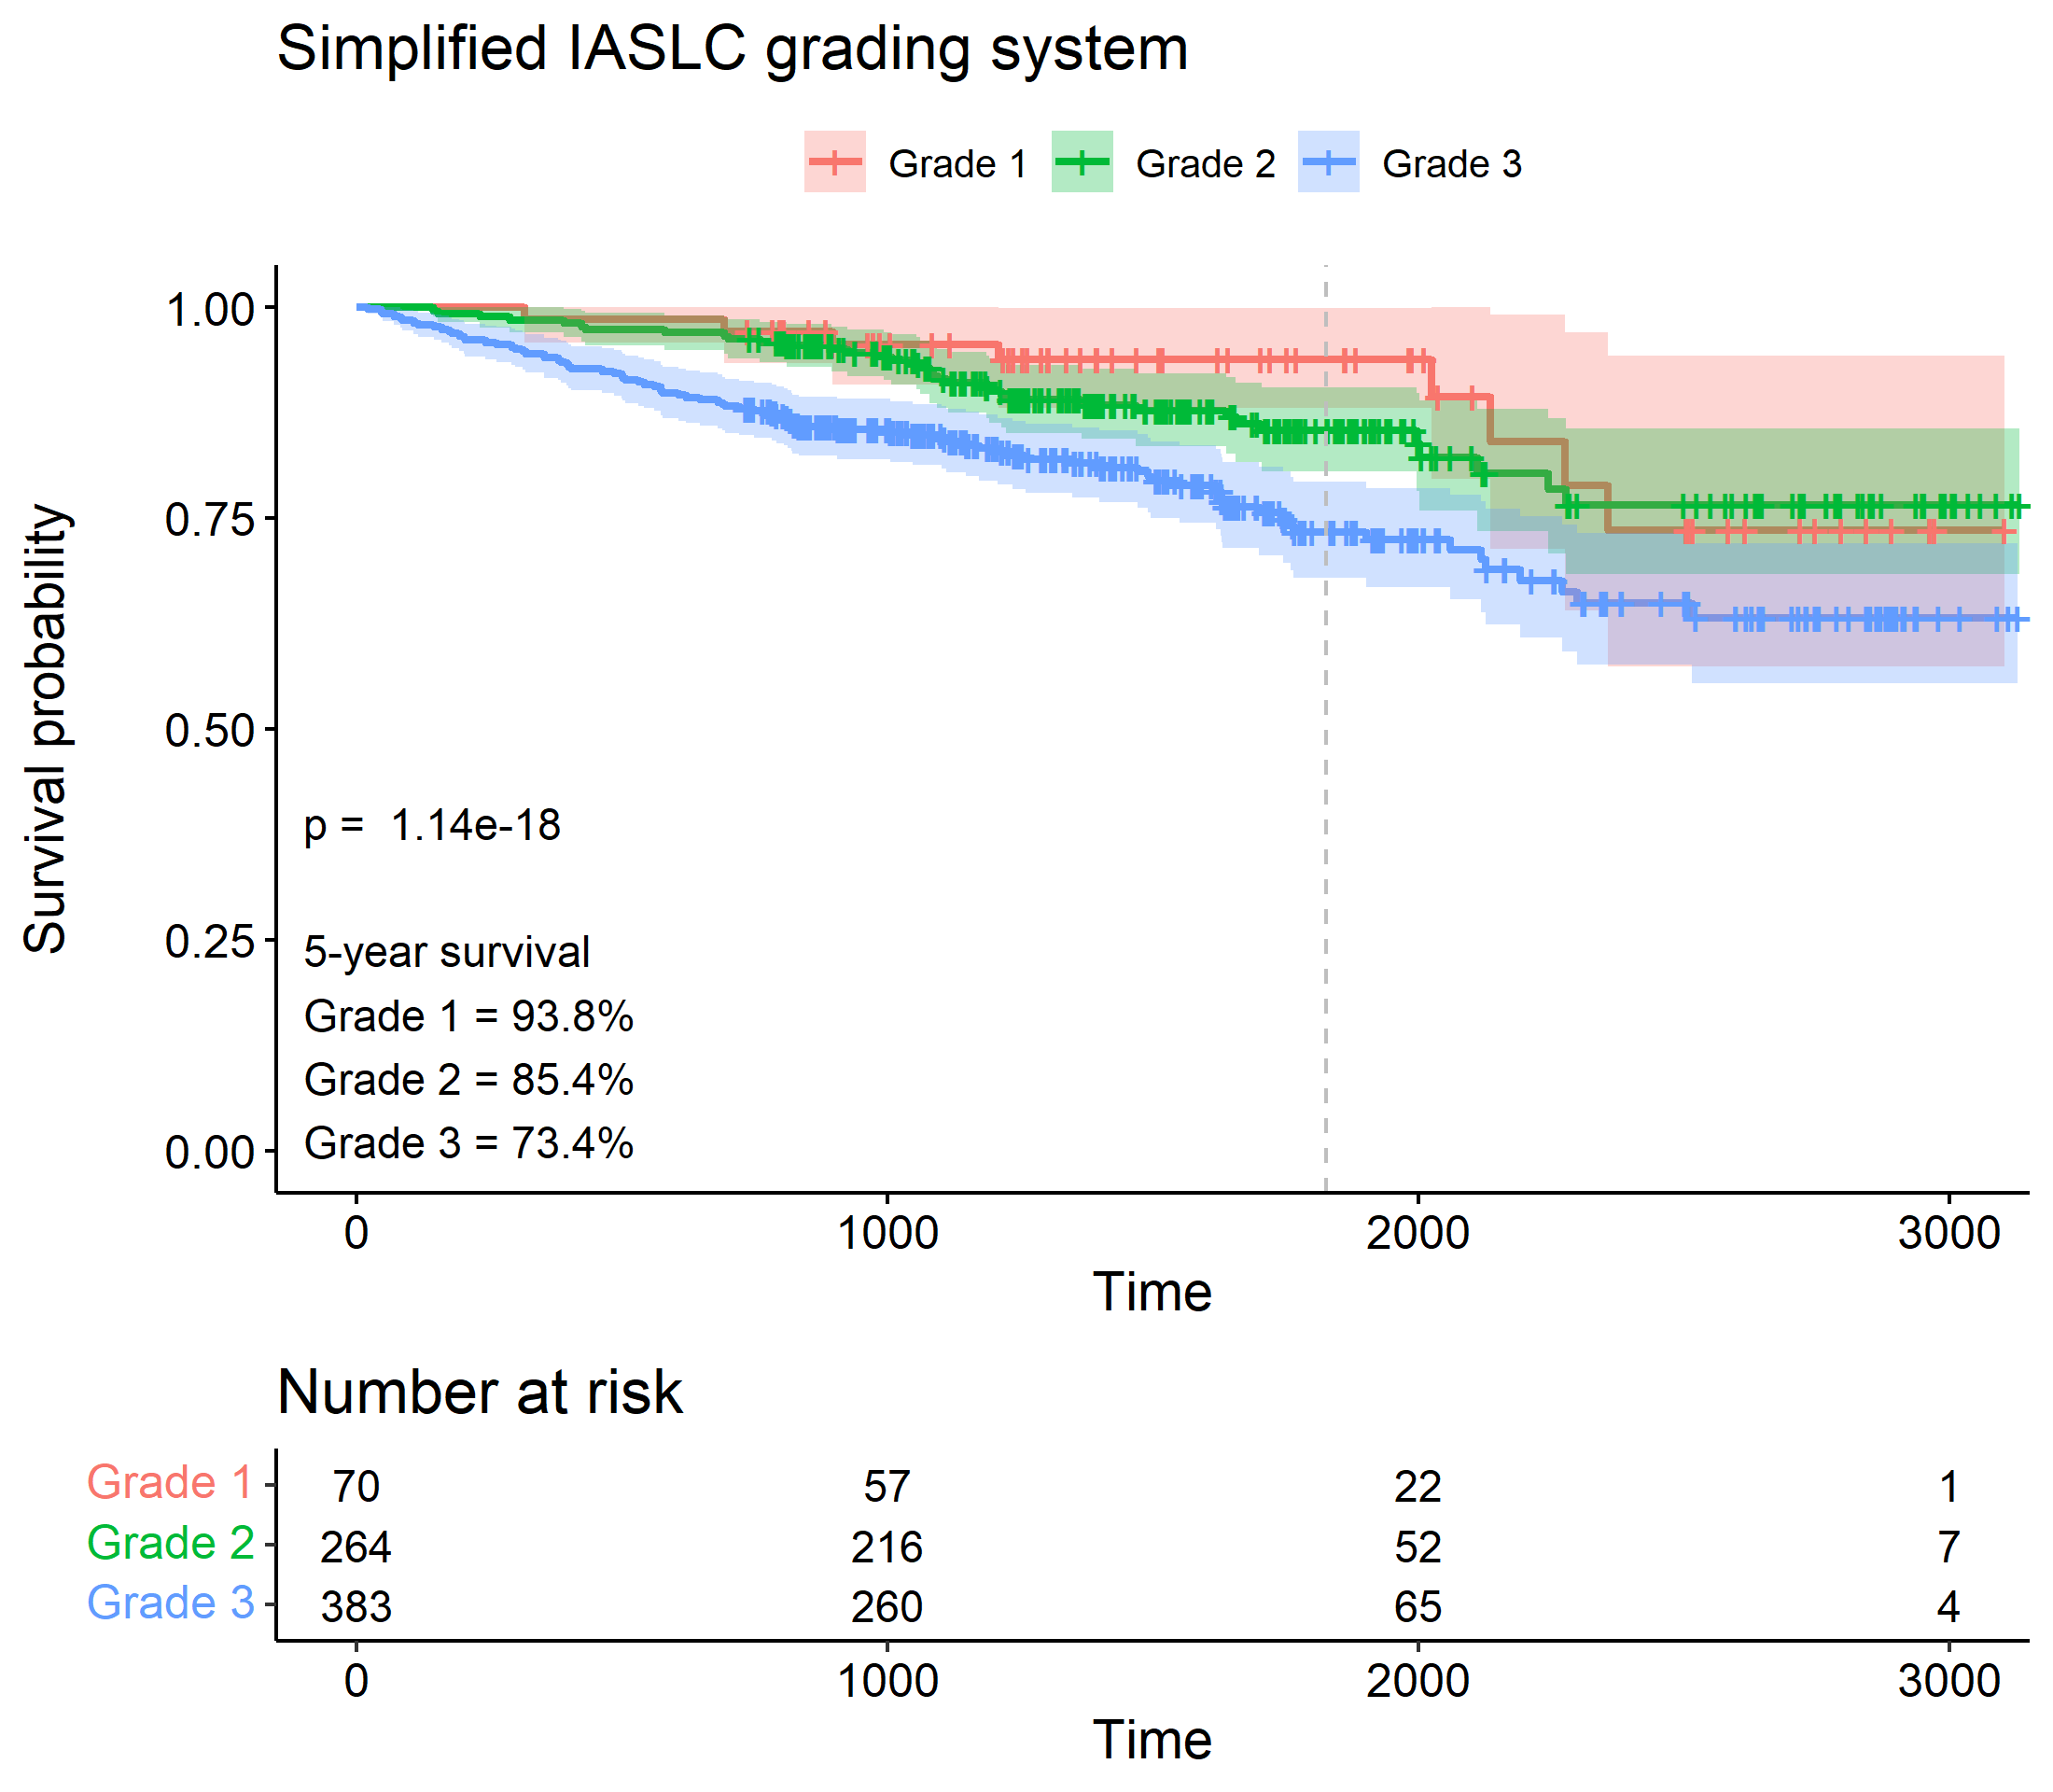 Simplified IASLC grading system
Grade 1 Grade 2 Grade 3
Survival probability
1.00
0.75
0.50
0.25
0.00
p =  1.14e-18
5-year survival
Grade 1 = 93.8%
Grade 2 = 85.4%
Grade 3 = 73.4%
0 1000 2000 3000
Time
Number at risk
Grade 1 70 57 22 1
Grade 2 264 216 52 7
Grade 3 383 260 65 4
0 1000 2000 3000
Time